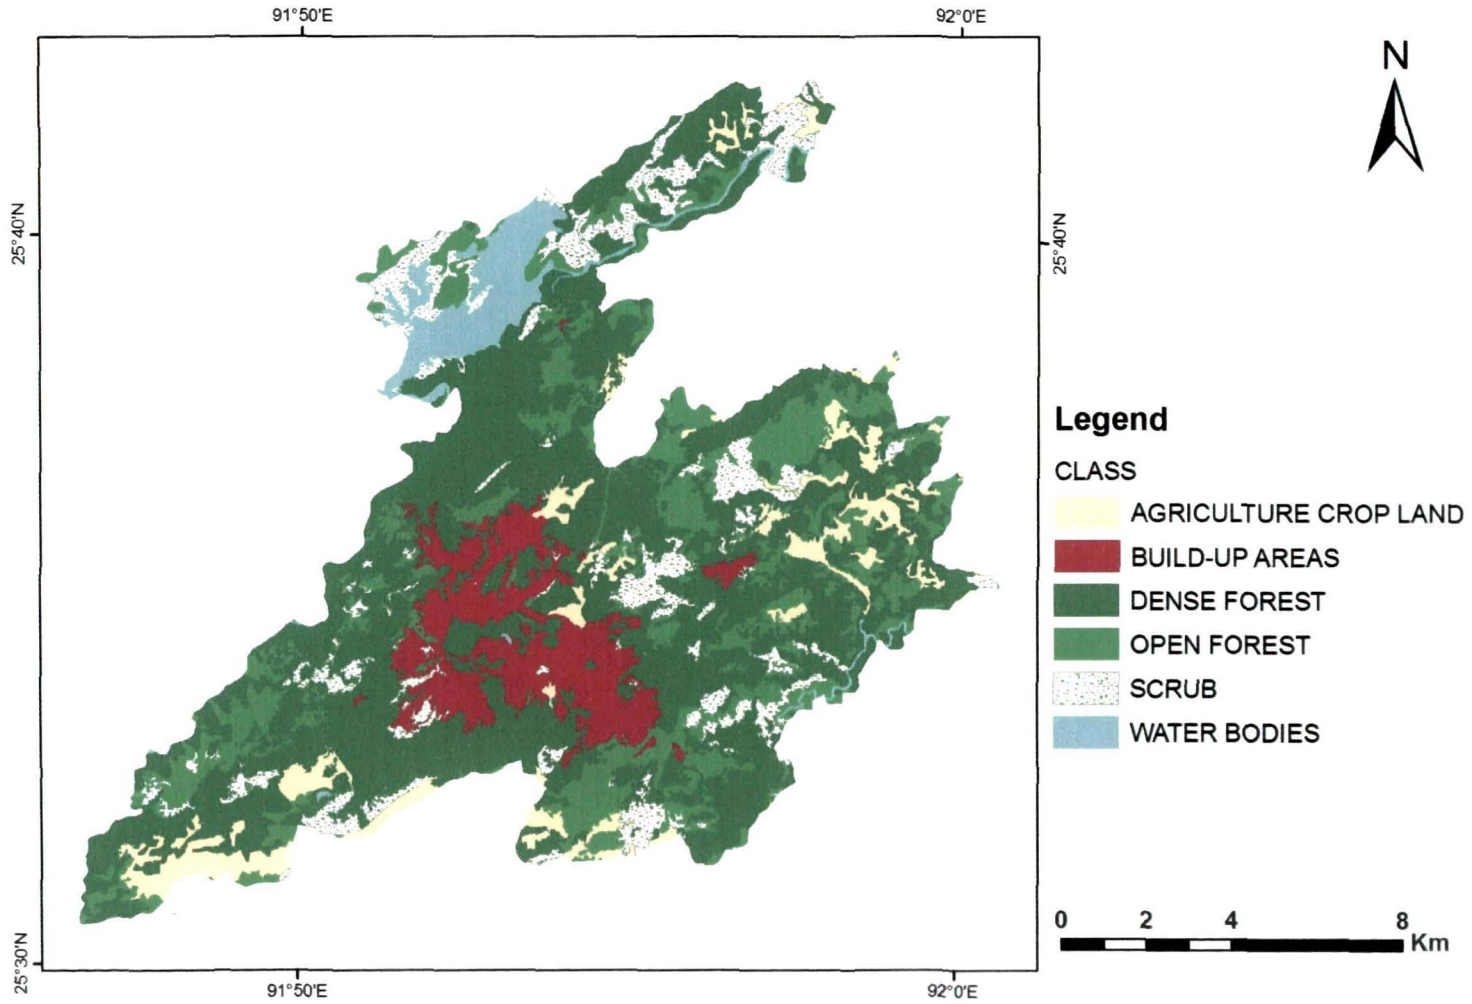 91°50'E
92°0'E
N
25°40'N
25°40'N
Legend
CLASS
AGRICULTURE CROP LAND
BUILD-UP AREAS
DENSE FOREST
OPEN FOREST
SCRUB
WATER BODIES
0 2 4 8
Km
25°30'N
91°50'E
92°0'E